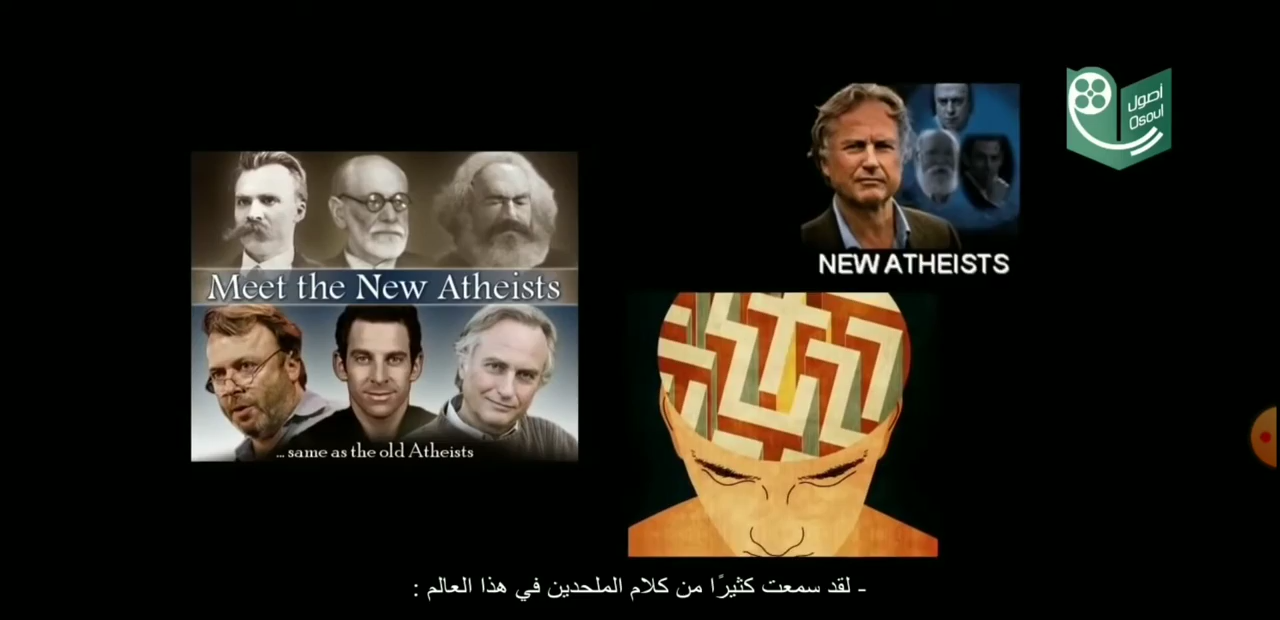 أصول
Osoul
NEW ATHEISTS
Meet the New Atheists
... same as the old Atheists
- لقد سمعت كثيرًا من كلام الملحدين في هذا العالم :